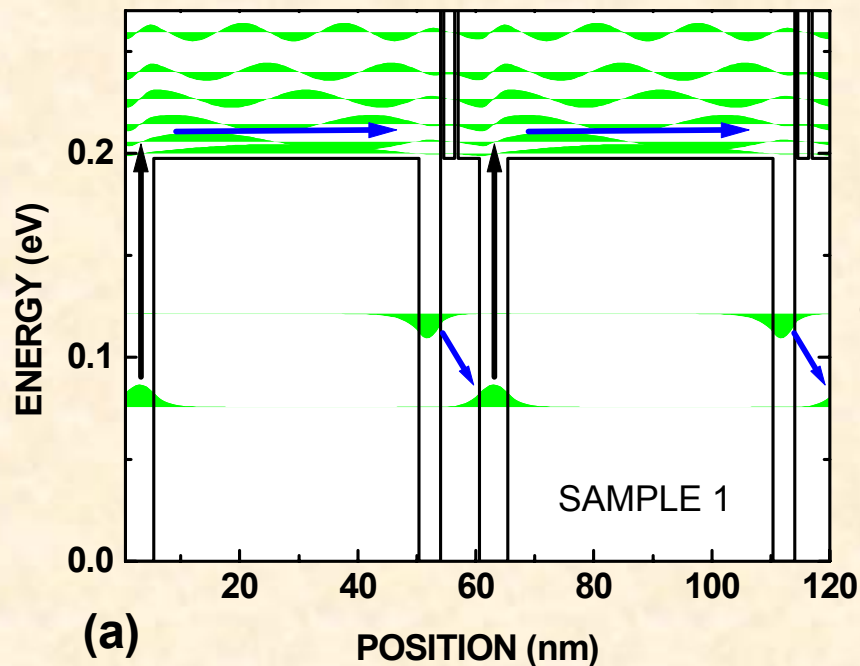 ENERGY (eV)
0.2
0.1
0.0
SAMPLE 1
20 40 60 80 100 120
(a)
POSITION (nm)